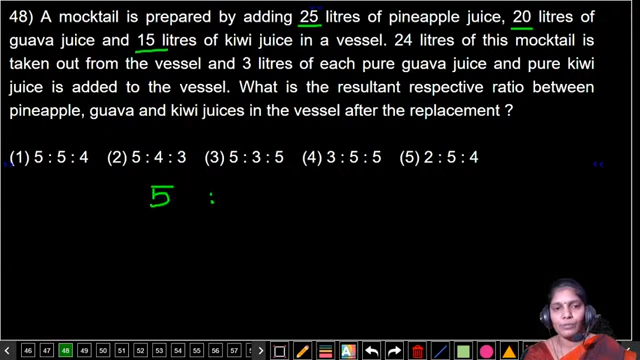 48) A mocktail is prepared by adding 25 litres of pineapple juice, 20 litres of
guava juice and 15 litres of kiwi juice in a vessel. 24 litres of this mocktail is
taken out from the vessel and 3 litres of each pure guava juice and pure kiwi
juice is added to the vessel. What is the resultant respective ratio between
pineapple, guava and kiwi juices in the vessel after the replacement ?
(1) 5 : 5 : 4 (2) 5 : 4 : 3 (3) 5 : 3 : 5 (4) 3 : 5 : 5 (5) 2 : 5 : 4
5 :
46 47 48 49 50 51 52 53 54 55 56 57